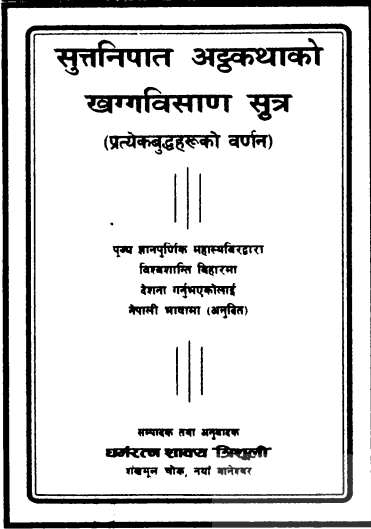 सुत्तनिपात अट्ठकथाको
खग्गविसाण सूत्र
(प्रत्येकबुद्धहरूको वर्णन)
पूज्य ज्ञानपूर्णिक महास्थविरद्वारा
विश्वशान्ति विहारमा
देशना गर्नुभएकोलाई
नेपाली भाषामा (अनुदित)
सम्पादक तथा अनुवादक
धर्मरत्न शाक्य त्रिशूली
शंखमूल चोक, नयाँ बानेश्वर